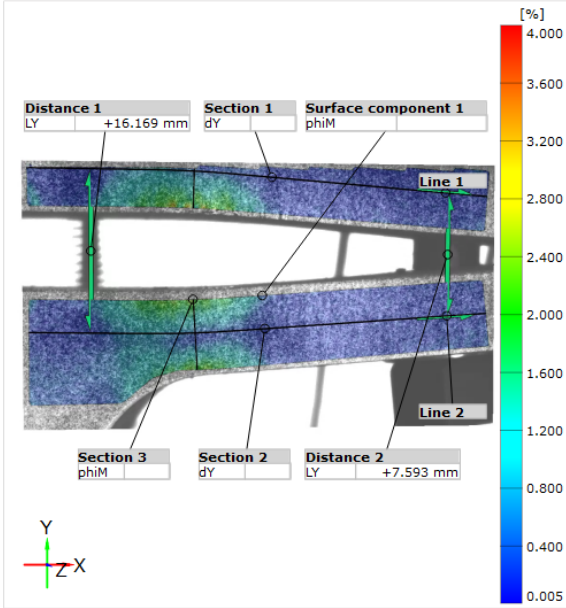 [%]
4.000
3.600
3.200
2.800
2.400
2.000
1.600
1.200
0.800
0.400
0.005
Distance 1
LY +16.169 mm
Section 1
dY
Surface component 1
phiM
Line 1
Line 2
Section 3
phiM
Section 2
dY
Distance 2
LY +7.593 mm
Y
Z X